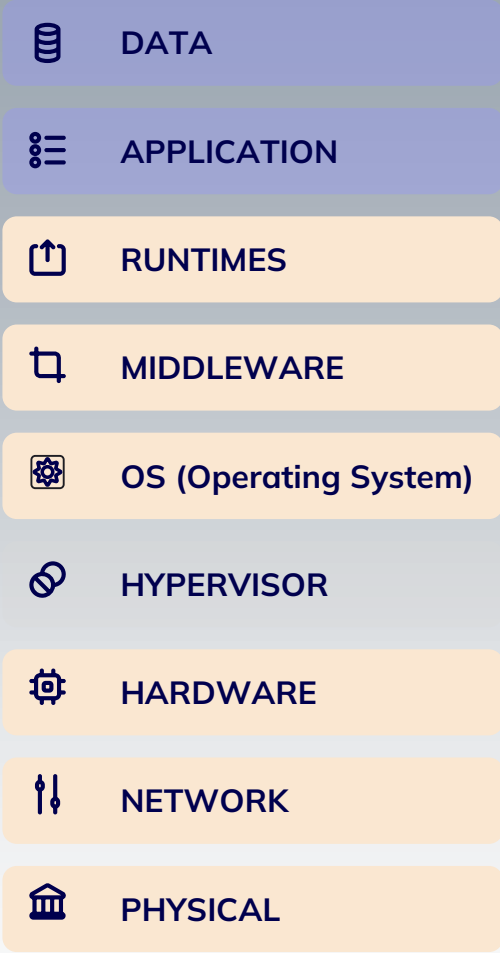 DATA
APPLICATION
RUNTIMES
MIDDLEWARE
OS (Operating System)
HYPERVISOR
HARDWARE
NETWORK
PHYSICAL